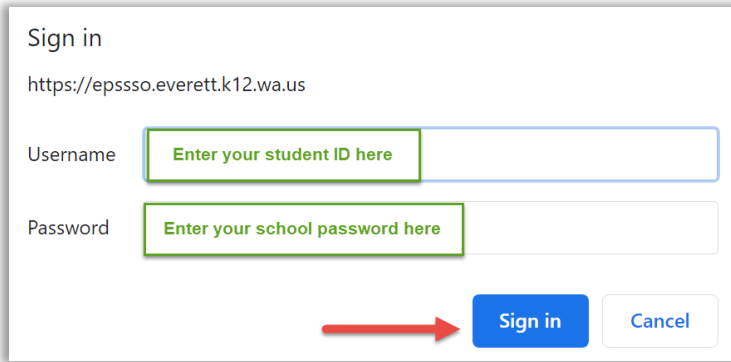 Sign in
https://epssso.everett.k12.wa.us
Username Enter your student ID here
Password Enter your school password here
Sign in Cancel